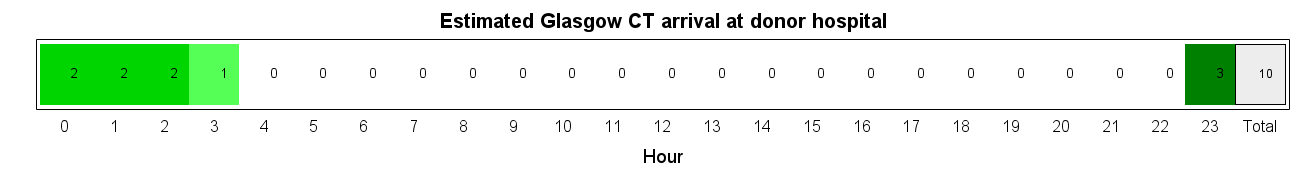 Estimated Glasgow CT arrival at donor hospital
2 2 2 1 0 0 0 0 0 0 0 0 0 0 0 0 0 0 0 0 0 0 0 3 10
0 1 2 3 4 5 6 7 8 9 10 11 12 13 14 15 16 17 18 19 20 21 22 23 Total
Hour